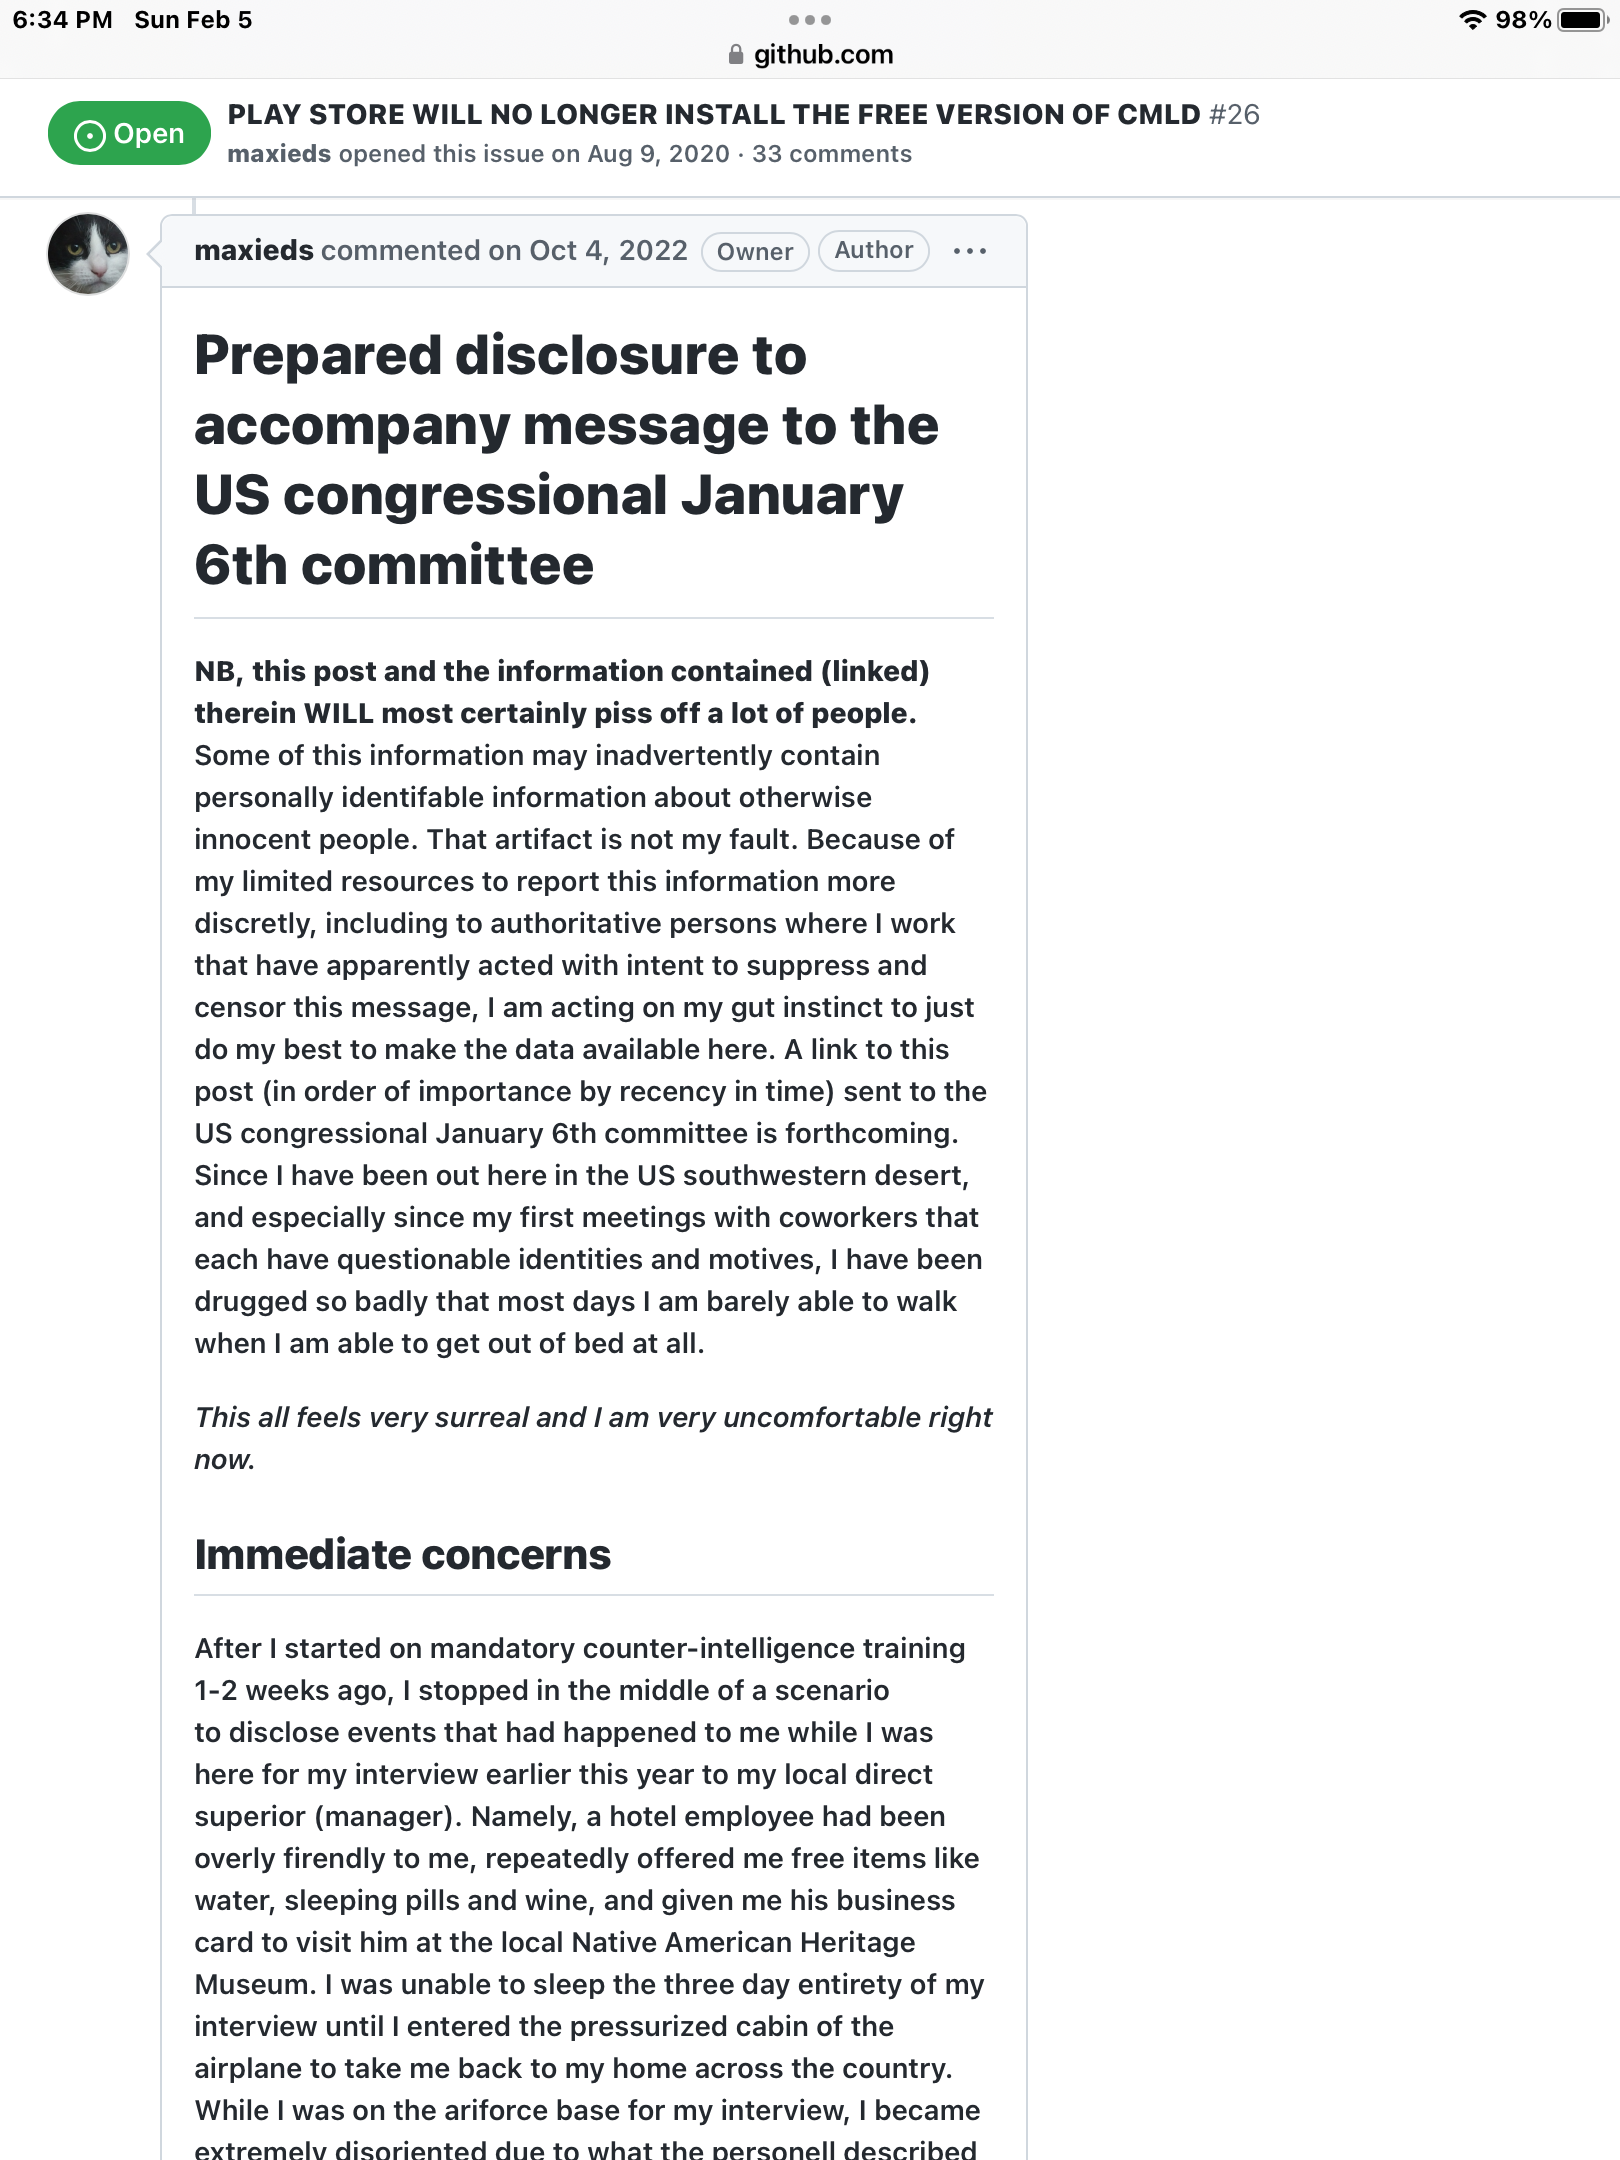 6:34 PM Sun Feb 5
98%
github.com
Open
PLAY STORE WILL NO LONGER INSTALL THE FREE VERSION OF CMLD #26
maxieds opened this issue on Aug 9, 2020 · 33 comments
maxieds commented on Oct 4, 2022 Owner Author
Prepared disclosure to
accompany message to the
US congressional January
6th committee
NB, this post and the information contained (linked)
therein WILL most certainly piss off a lot of people.
Some of this information may inadvertently contain
personally identifable information about otherwise
innocent people. That artifact is not my fault. Because of
my limited resources to report this information more
discretly, including to authoritative persons where I work
that have apparently acted with intent to suppress and
censor this message, I am acting on my gut instinct to just
do my best to make the data available here. A link to this
post (in order of importance by recency in time) sent to the
US congressional January 6th committee is forthcoming.
Since I have been out here in the US southwestern desert,
and especially since my first meetings with coworkers that
each have questionable identities and motives, I have been
drugged so badly that most days I am barely able to walk
when I am able to get out of bed at all.
This all feels very surreal and I am very uncomfortable right
now.
Immediate concerns
After I started on mandatory counter-intelligence training
1-2 weeks ago, I stopped in the middle of a scenario
to disclose events that had happened to me while I was
here for my interview earlier this year to my local direct
superior (manager). Namely, a hotel employee had been
overly firendly to me, repeatedly offered me free items like
water, sleeping pills and wine, and given me his business
card to visit him at the local Native American Heritage
Museum. I was unable to sleep the three day entirety of my
interview until I entered the pressurized cabin of the
airplane to take me back to my home across the country.
While I was on the ariforce base for my interview, I became
extremely disoriented due to what the personell described